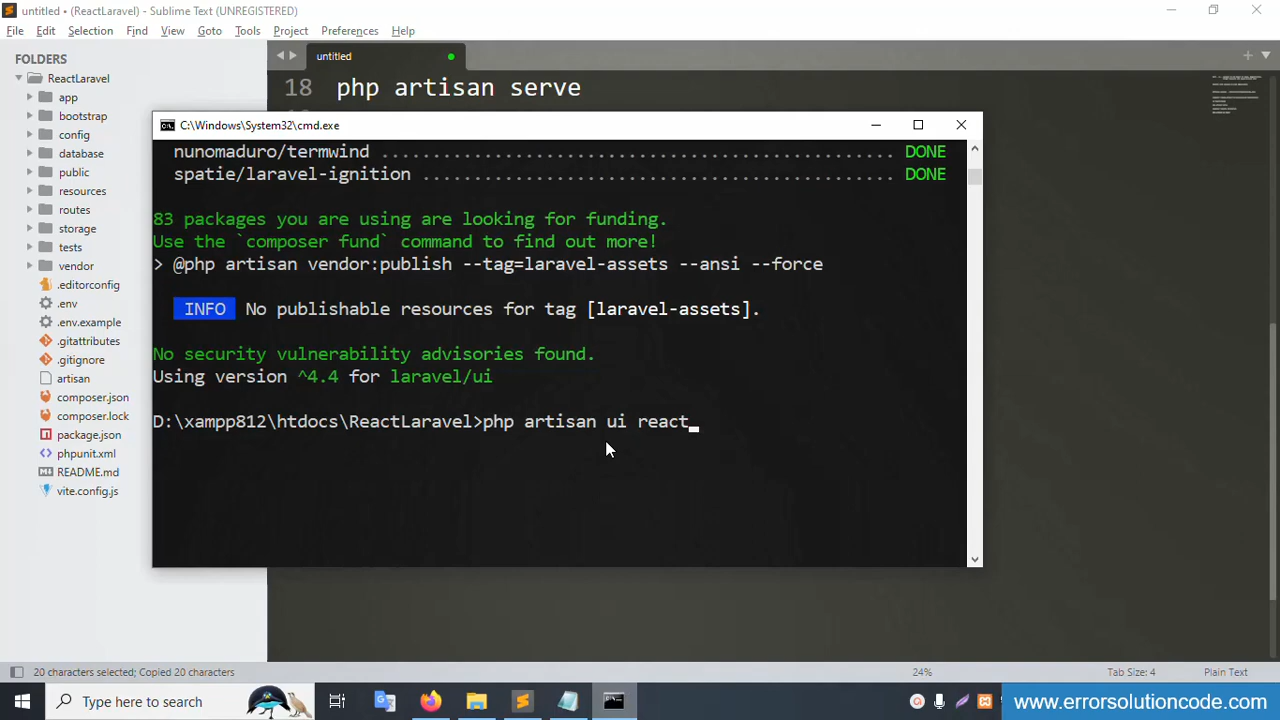 untitled • (ReactLaravel) - Sublime Text (UNREGISTERED)
File Edit Selection Find View Goto Tools Project Preferences Help
FOLDERS
ReactLaravel
app
bootstrap
config
database
public
resources
routes
storage
tests
vendor
.editorconfig
.env
.env.example
.gitattributes
.gitignore
artisan
composer.json
composer.lock
package.json
phpunit.xml
README.md
vite.config.js
untitled
18 php artisan serve
C:\Windows\System32\cmd.exe
nunomaduro/termwind ................................................. DONE
spatie/laravel-ignition ............................................. DONE
83 packages you are using are looking for funding.
Use the `composer fund` command to find out more!
> @php artisan vendor:publish --tag=laravel-assets --ansi --force
INFO No publishable resources for tag [laravel-assets].
No security vulnerability advisories found.
Using version ^4.4 for laravel/ui
D:\xampp812\htdocs\ReactLaravel>php artisan ui react_
20 characters selected; Copied 20 characters
24%
Tab Size: 4
Plain Text
Type here to search
www.errorsolutioncode.com